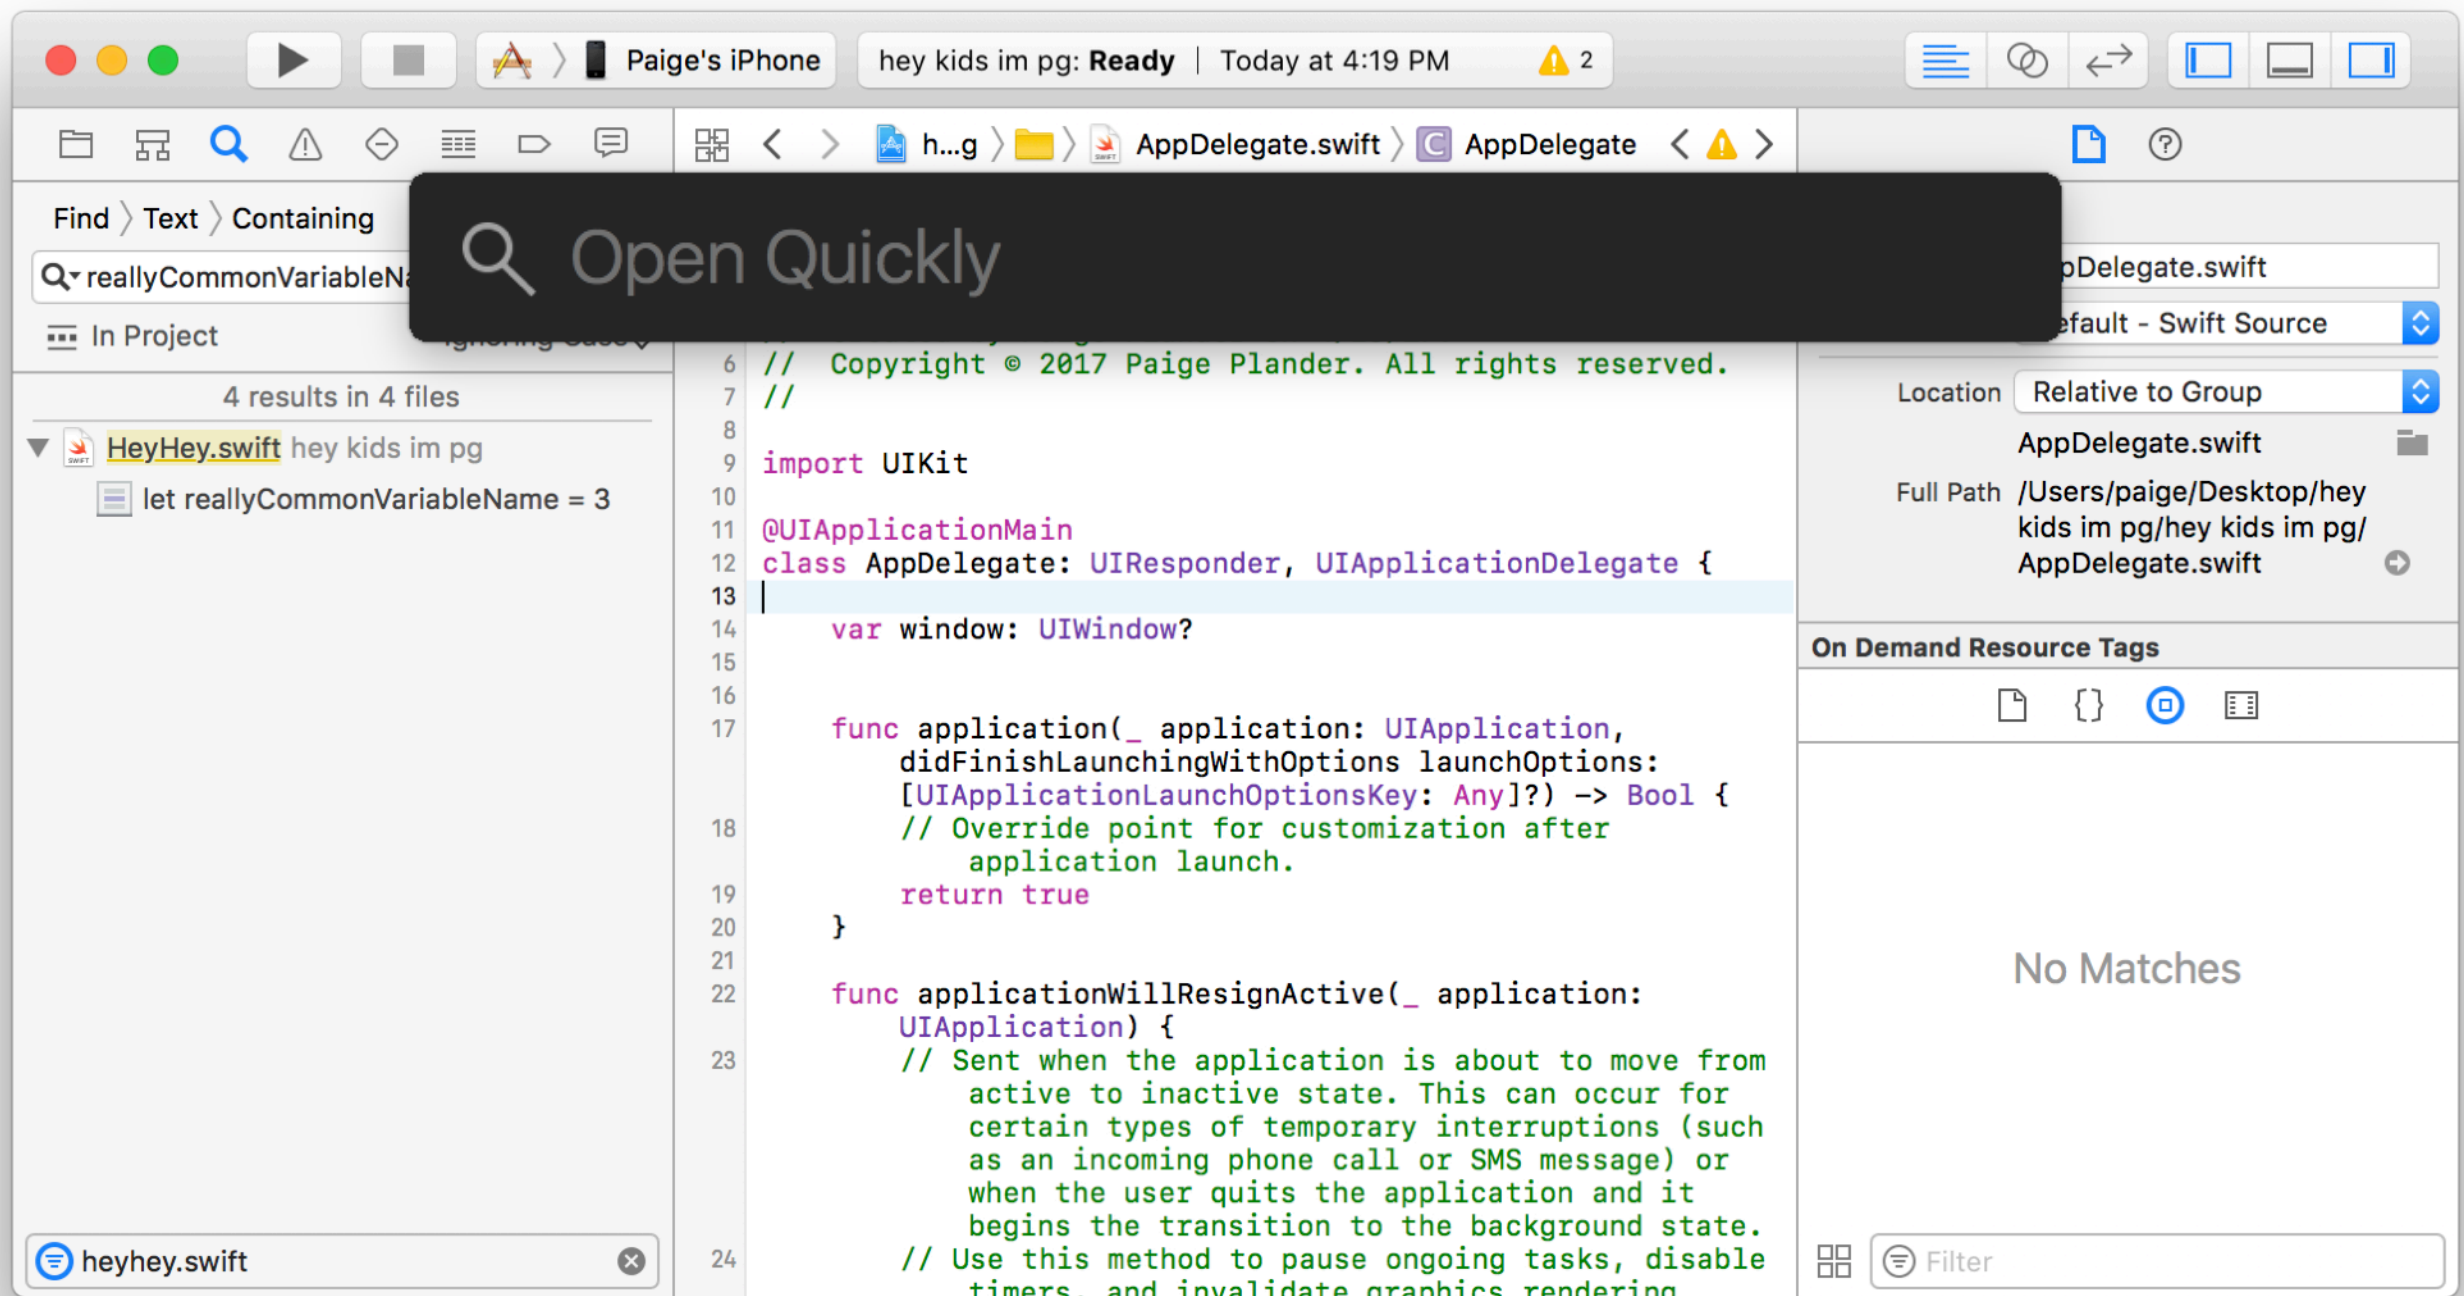 Paige's iPhone
hey kids im pg: Ready | Today at 4:19 PM
2
h...g
AppDelegate.swift
C AppDelegate
Find 〉 Text 〉 Containing
reallyCommonVariableNa
In Project
Ignoring Case
4 results in 4 files
HeyHey.swift hey kids im pg
let reallyCommonVariableName = 3
heyhey.swift
Open Quickly
6 //  Copyright © 2017 Paige Plander. All rights reserved.
7 //
8
9 import UIKit
10
11 @UIApplicationMain
12 class AppDelegate: UIResponder, UIApplicationDelegate {
13
14     var window: UIWindow?
15
16
17     func application(_ application: UIApplication,
didFinishLaunchingWithOptions launchOptions:
[UIApplicationLaunchOptionsKey: Any]?) -> Bool {
18         // Override point for customization after
application launch.
19         return true
20     }
21
22     func applicationWillResignActive(_ application:
UIApplication) {
23         // Sent when the application is about to move from
active to inactive state. This can occur for
certain types of temporary interruptions (such
as an incoming phone call or SMS message) or
when the user quits the application and it
begins the transition to the background state.
24         // Use this method to pause ongoing tasks, disable
timers, and invalidate graphics rendering
pDelegate.swift
efault - Swift Source
Location Relative to Group
AppDelegate.swift
Full Path /Users/paige/Desktop/hey
kids im pg/hey kids im pg/
AppDelegate.swift
On Demand Resource Tags
{}
No Matches
Filter